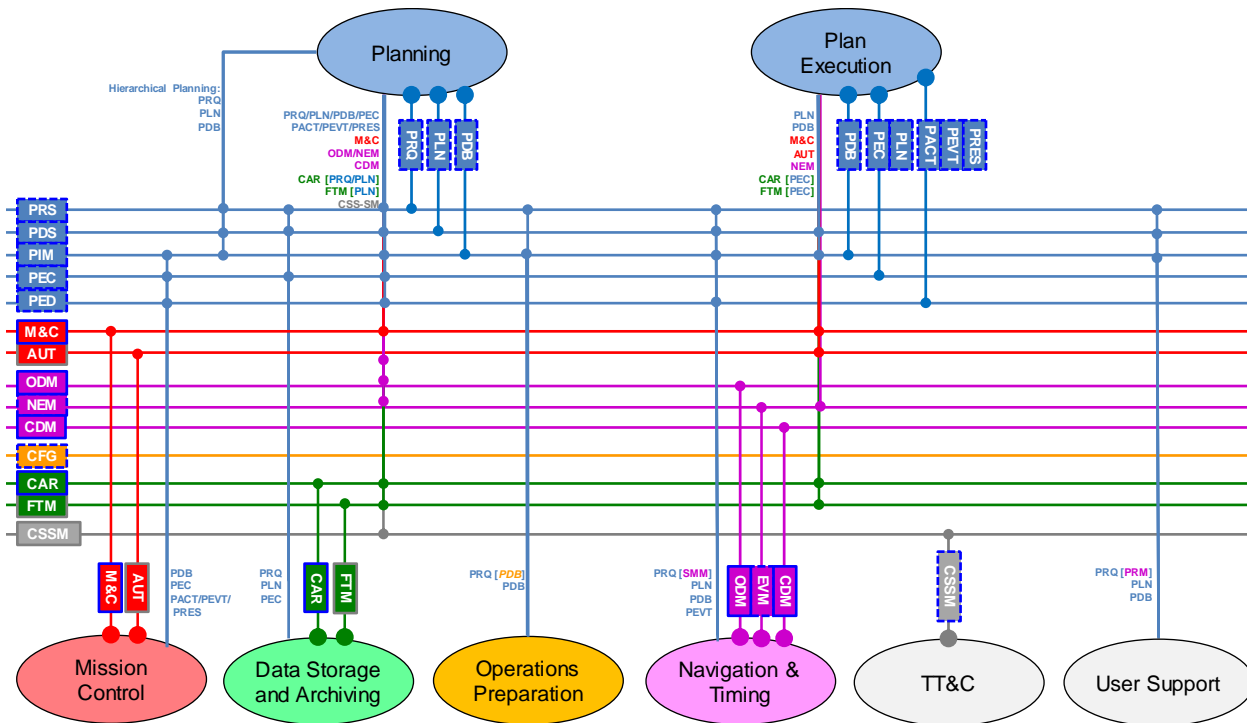 Planning
Plan
Execution
Hierarchical Planning:
PRQ
PLN
PDB
PRQ/PLN/PDB/PEC
PACT/PEVT/PRES
M&C
ODM/NEM
CDM
CAR [PRQ/PLN]
FTM [PLN]
CSS-SM
PRQ
PLN
PDB
PLN
PDB
M&C
AUT
NEM
CAR [PEC]
FTM [PEC]
PDB
PEC
PLN
PACT
PEVT
PRES
PRS
PDS
PIM
PEC
PED
M&C
AUT
ODM
NEM
CDM
CFG
CAR
FTM
CSSM
M&C
AUT
PDB
PEC
PACT/PEVT/
PRES
PRQ
PLN
PEC
CAR
FTM
PRQ [PDB]
PDB
PRQ [SMM]
PLN
PDB
PEVT
ODM
EVM
CDM
CSSM
PRQ [PRM]
PLN
PDB
Mission
Control
Data Storage
and Archiving
Operations
Preparation
Navigation &
Timing
TT&C
User Support